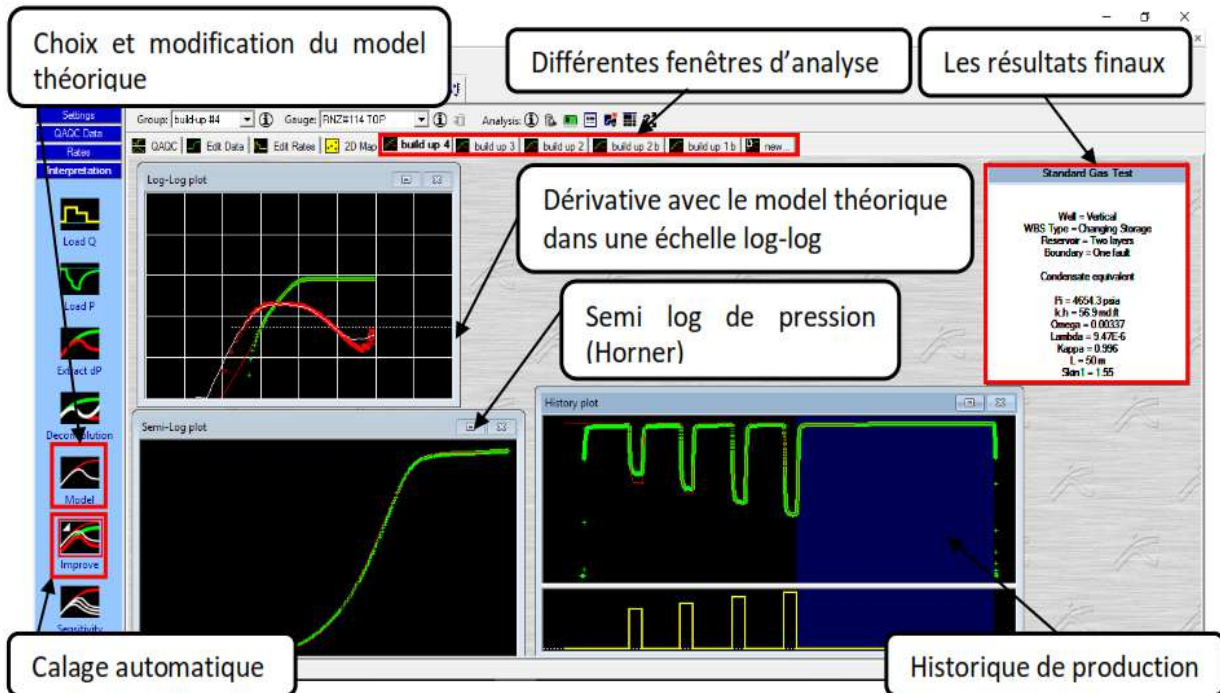 Choix et modification du model
théorique
Différentes fenêtres d'analyse
Les résultats finaux
Settings
QAQC Data
Rates
Interpretation
Load Q
Load P
Extract dP
Deconvolution
Model
Improve
Sensitivity
Group: build-up #4 Gauge: RNZ#114 TOP Analysis:
QAQC Edit Data Edit Rates 2D Map build up 4 build up 3 build up 2 build up 2 b build up 1 b new...
Log-Log plot
Dérivative avec le model théorique
dans une échelle log-log
Semi log de pression
(Horner)
Standard Gas Test
Well = Vertical
WBS Type = Changing Storage
Reservoir = Two layers
Boundary = One fault
Condensate equivalent
Pi = 4654.3 psia
k.h = 56.9 md.ft
Omega = 0.00337
Lambda = 9.47E-6
Kappa = 0.996
L = 50 m
Skin1 = 1.55
Semi-Log plot
History plot
Calage automatique
Historique de production